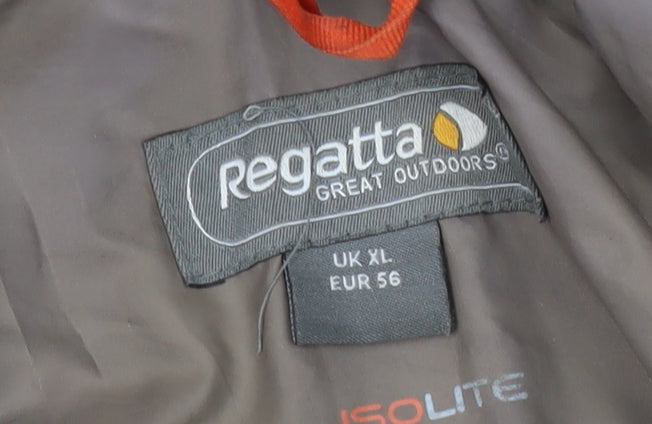 Regatta
GREAT OUTDOORS®
UK XL
EUR 56
ISOLITE